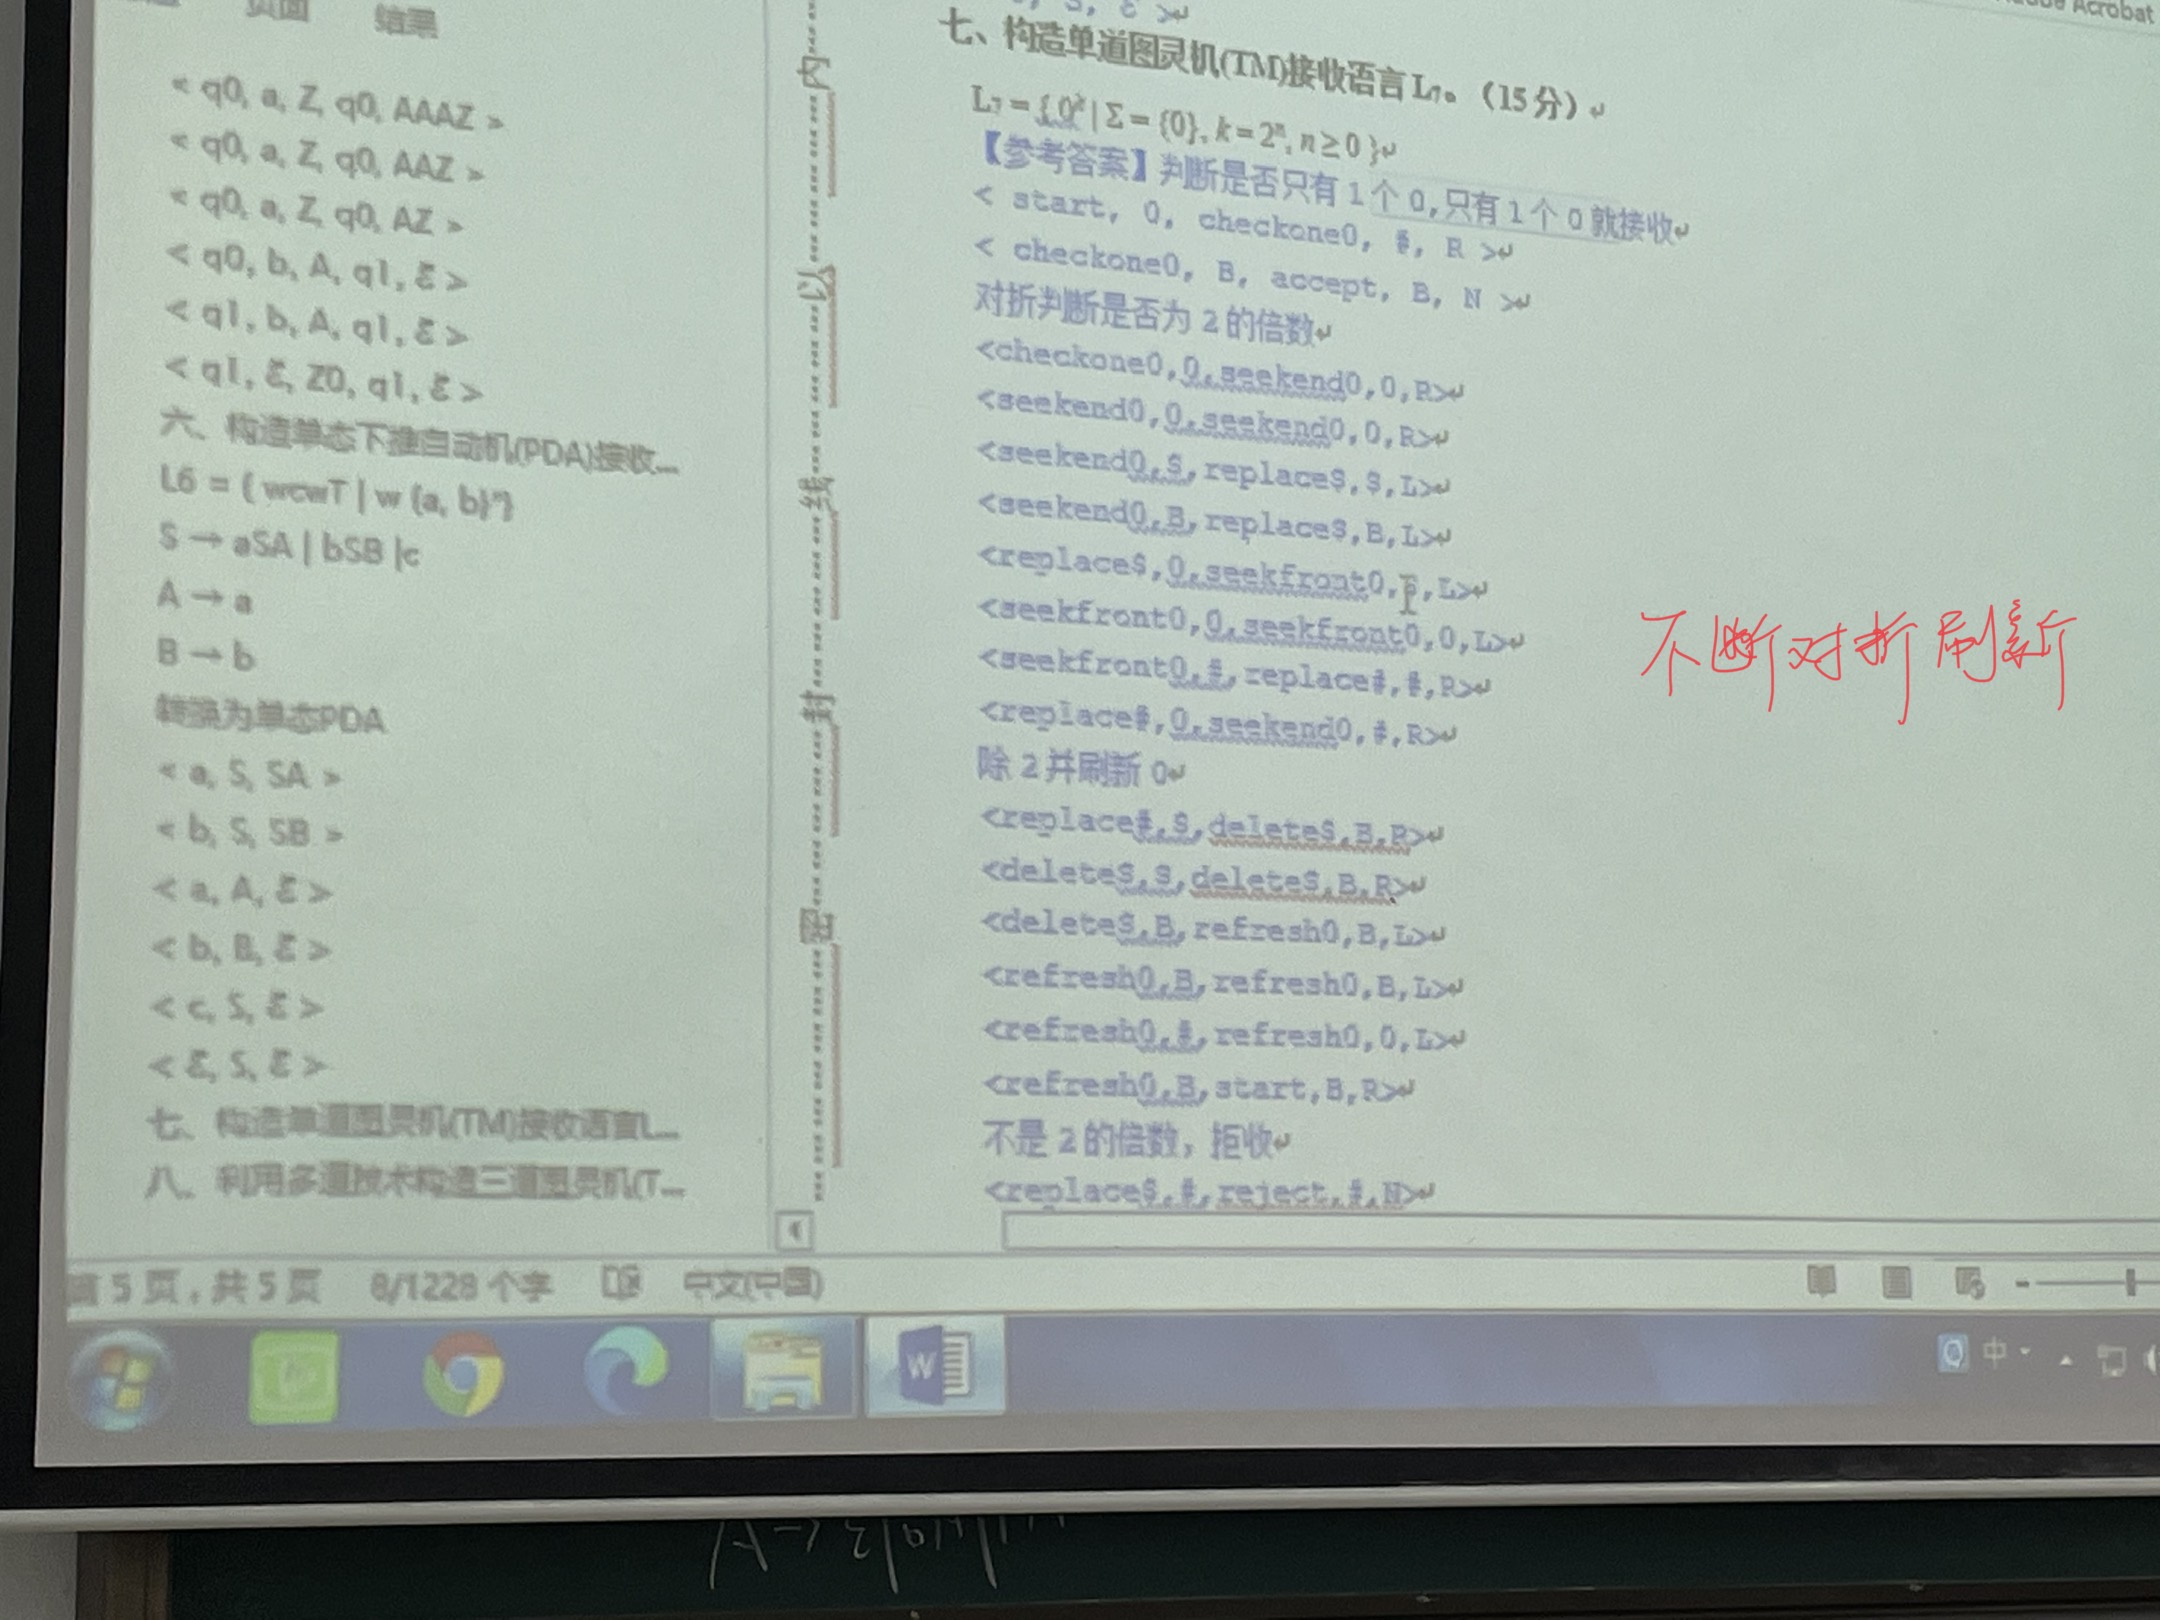 页面
结果
< q0, a, Z, q0, AAAZ >
< q0, a, Z, q0, AAZ >
< q0, a, Z, q0, AZ >
< q0, b, A, q1, ε >
< q1, b, A, q1, ε >
< q1, ε, Z0, q1, ε >
六、构造单态下推自动机(PDA)接收...
L6 = { wcwT | w {a, b}*}
S → aSA | bSB |c
A → a
B → b
转换为单态PDA
< a, S, SA >
< b, S, SB >
< a, A, ε >
< b, B, ε >
< c, S, ε >
< ε, S, ε >
七、构造单道图灵机(TM)接收语言L...
八、利用多道技术构造三道图灵机(T...
内
线
封
密
Acrobat
七、构造单道图灵机(TM)接收语言 L₇。（15 分）
L₇ = { 0ᵏ | Σ = {0}, k = 2ⁿ, n ≥ 0 }
【参考答案】判断是否只有 1 个 0,只有 1 个 0 就接收
< start, 0, checkone0, #, R >
< checkone0, B, accept, B, N >
对折判断是否为 2 的倍数
<checkone0,0,seekend0,0,R>
<seekend0,0,seekend0,0,R>
<seekend0,$,replace$,$,L>
<seekend0,B,replace$,B,L>
<replace$,0,seekfront0,$,L>
<seekfront0,0,seekfront0,0,L>
<seekfront0,#,replace#,#,R>
<replace#,0,seekend0,#,R>
除 2 并刷新 0
<replace#,$,delete$,B,R>
<delete$,$,delete$,B,R>
<delete$,B,refresh0,B,L>
<refresh0,B,refresh0,B,L>
<refresh0,#,refresh0,0,L>
<refresh0,B,start,B,R>
不是 2 的倍数，拒收
<replace$,#,reject,#,N>
不断对折刷新
第 5 页，共 5 页 8/1228 个字 中文(中国)
W
中